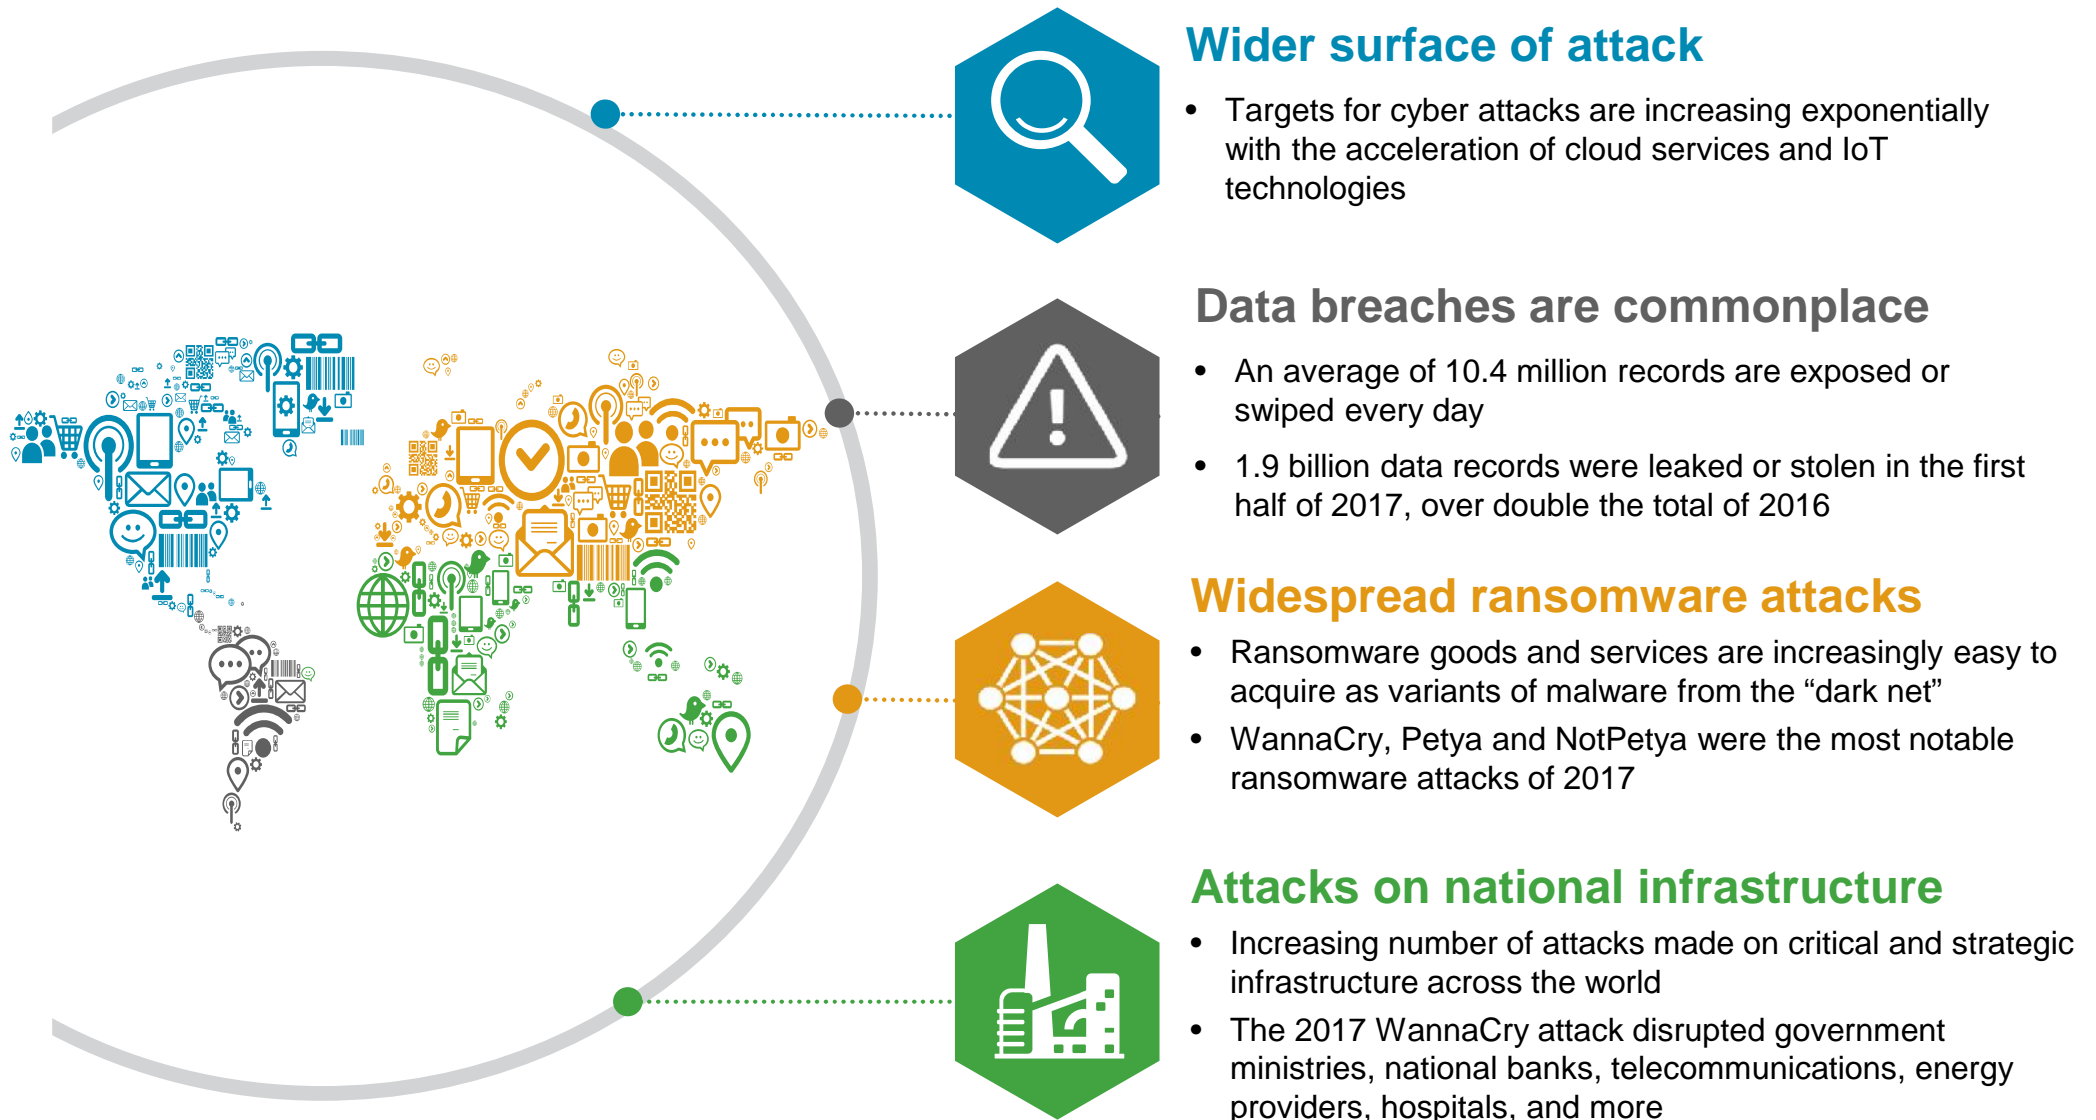 Wider surface of attack
• Targets for cyber attacks are increasing exponentially
with the acceleration of cloud services and IoT
technologies
Data breaches are commonplace
• An average of 10.4 million records are exposed or
swiped every day
• 1.9 billion data records were leaked or stolen in the first
half of 2017, over double the total of 2016
Widespread ransomware attacks
• Ransomware goods and services are increasingly easy to
acquire as variants of malware from the “dark net”
• WannaCry, Petya and NotPetya were the most notable
ransomware attacks of 2017
Attacks on national infrastructure
• Increasing number of attacks made on critical and strategic
infrastructure across the world
• The 2017 WannaCry attack disrupted government
ministries, national banks, telecommunications, energy
providers, hospitals, and more